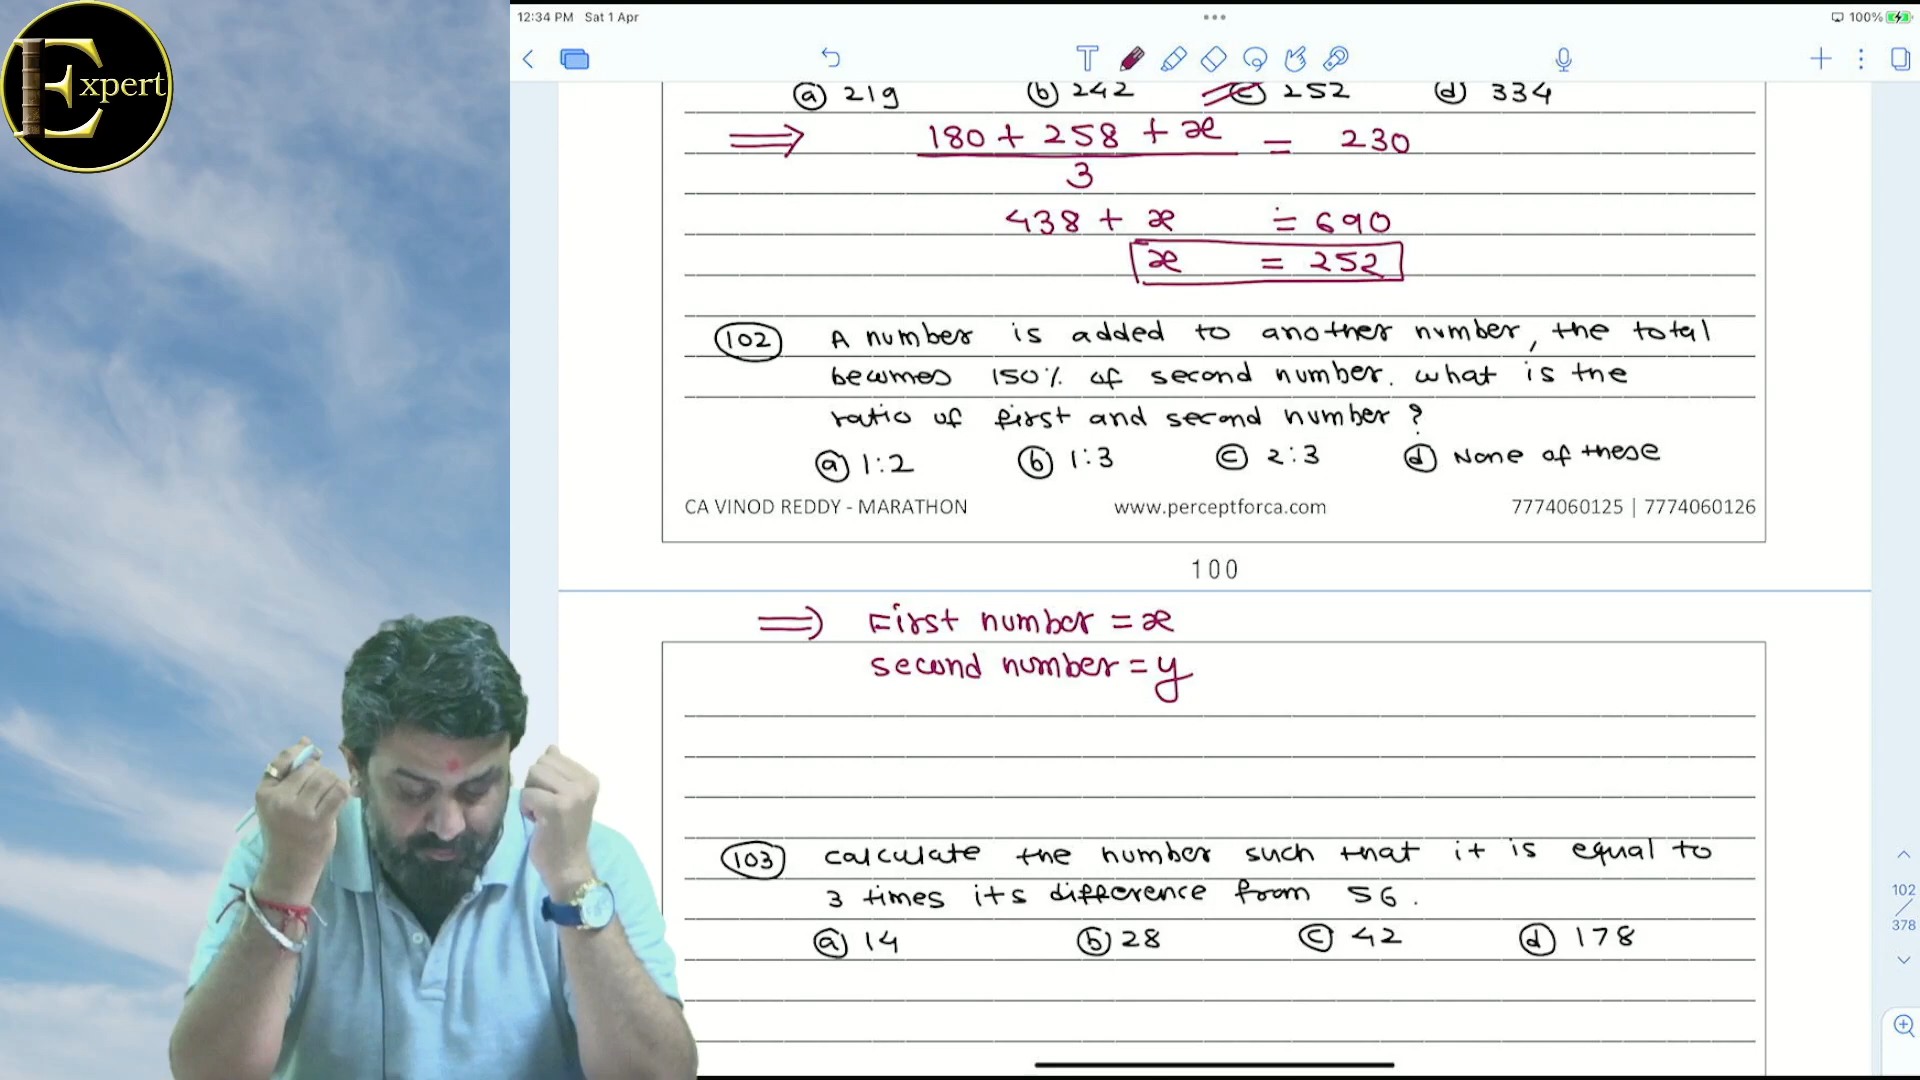 Expert
12:34 PM Sat 1 Apr
100%
T
(a) 219 (b) 242 (c) 252 (d) 334
⟹ 180 + 258 + x = 230
3
438 + x = 690
x = 252
(102) A number is added to another number, the total
becomes 150% of second number. What is the
ratio of first and second number?
(a) 1:2 (b) 1:3 (c) 2:3 (d) None of these
CA VINOD REDDY - MARATHON www.perceptforca.com 7774060125 | 7774060126
100
⟹ First number = x
second number = y
(103) Calculate the number such that it is equal to
3 times its difference from 56.
(a) 14 (b) 28 (c) 42 (d) 178
102
/
378